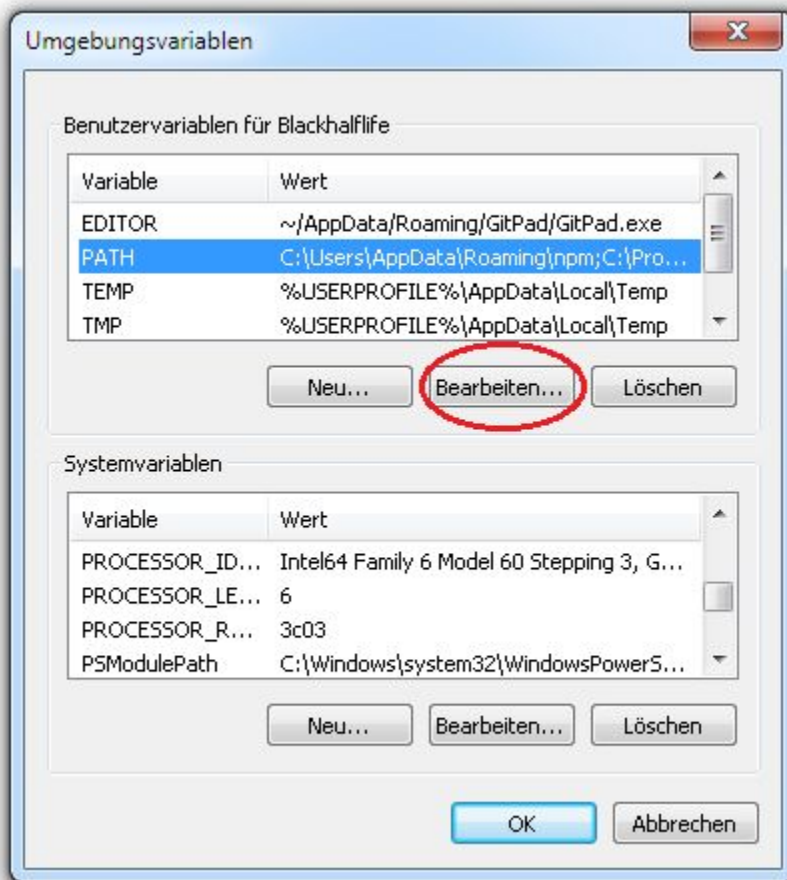 Umgebungsvariablen
Benutzervariablen für Blackhalflife
Variable Wert
EDITOR ~/AppData/Roaming/GitPad/GitPad.exe
PATH C:\Users\AppData\Roaming\npm;C:\Pro...
TEMP %USERPROFILE%\AppData\Local\Temp
TMP %USERPROFILE%\AppData\Local\Temp
Neu... Bearbeiten... Löschen
Systemvariablen
Variable Wert
PROCESSOR_ID... Intel64 Family 6 Model 60 Stepping 3, G...
PROCESSOR_LE... 6
PROCESSOR_R... 3c03
PSModulePath C:\Windows\system32\WindowsPowerS...
Neu... Bearbeiten... Löschen
OK Abbrechen